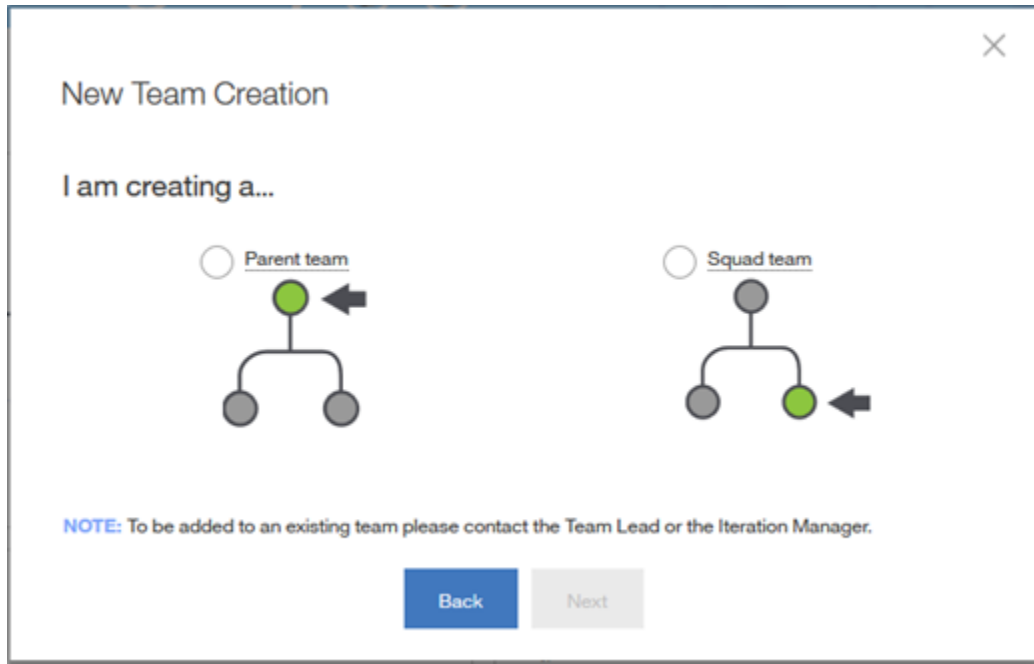 New Team Creation
I am creating a...
Parent team
Squad team
NOTE: To be added to an existing team please contact the Team Lead or the Iteration Manager.
Back
Next